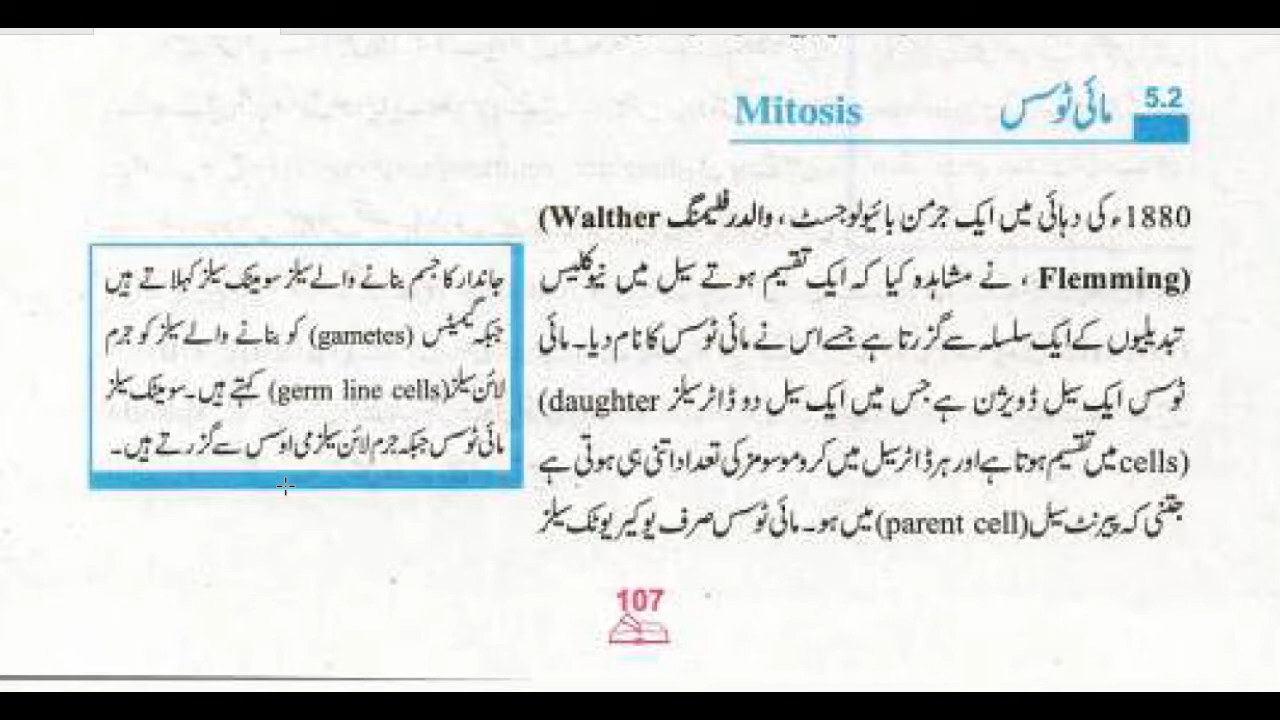 5.2 مائی ٹوسس Mitosis
1880ء کی دہائی میں ایک جرمن بائیولوجسٹ، والدر فلیمنگ (Walther
Flemming)، نے مشاہدہ کیا کہ ایک تقسیم ہوتے سیل میں نیوکلیس
تبدیلیوں کے ایک سلسلہ سے گزرتا ہے جسے اس نے مائی ٹوسس کا نام دیا۔ مائی
ٹوسس ایک سیل ڈویژن ہے جس میں ایک سیل دو ڈاٹر سیلز (daughter
cells) میں تقسیم ہوتا ہے اور ہر ڈاٹر سیل میں کروموسومز کی تعداد اتنی ہی ہوتی ہے
جتنی کہ پیرنٹ سیل (parent cell) میں ہو۔ مائی ٹوسس صرف یوکیریوٹک سیلز
جاندار کا جسم بنانے والے سیلز سومیٹک سیلز کہلاتے ہیں
جبکہ گیمیٹس (gametes) کو بنانے والے سیلز کو جرم
لائن سیلز (germ line cells) کہتے ہیں۔ سومیٹک سیلز
مائی ٹوسس جبکہ جرم لائن سیلز می اوسس سے گزرتے ہیں۔
107